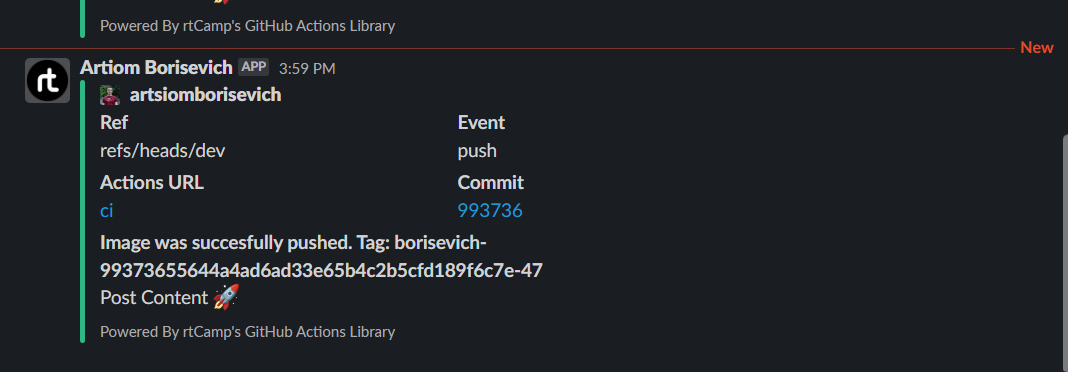 Powered By rtCamp's GitHub Actions Library
New
rt
Artiom Borisevich APP 3:59 PM
artsiomborisevich
Ref Event
refs/heads/dev push
Actions URL Commit
ci 993736
Image was succesfully pushed. Tag: borisevich-
99373655644a4ad6ad33e65b4c2b5cfd189f6c7e-47
Post Content 🚀
Powered By rtCamp's GitHub Actions Library